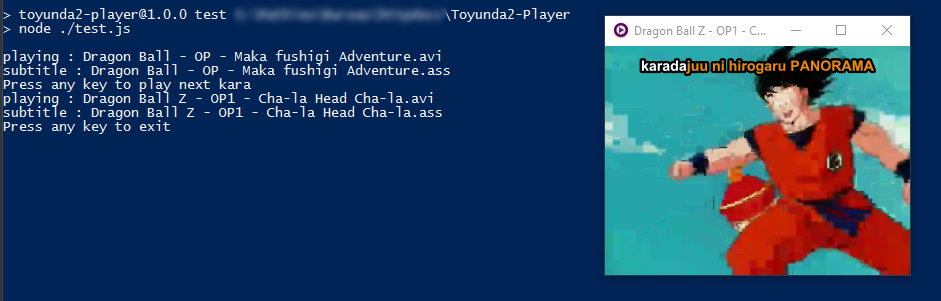 > toyunda2-player@1.0.0 test \Toyunda2-Player
> node ./test.js
playing : Dragon Ball - OP - Maka fushigi Adventure.avi
subtitle : Dragon Ball - OP - Maka fushigi Adventure.ass
Press any key to play next kara
playing : Dragon Ball Z - OP1 - Cha-la Head Cha-la.avi
subtitle : Dragon Ball Z - OP1 - Cha-la Head Cha-la.ass
Press any key to exit
Dragon Ball Z - OP1 - C...
karadajuu ni hirogaru PANORAMA